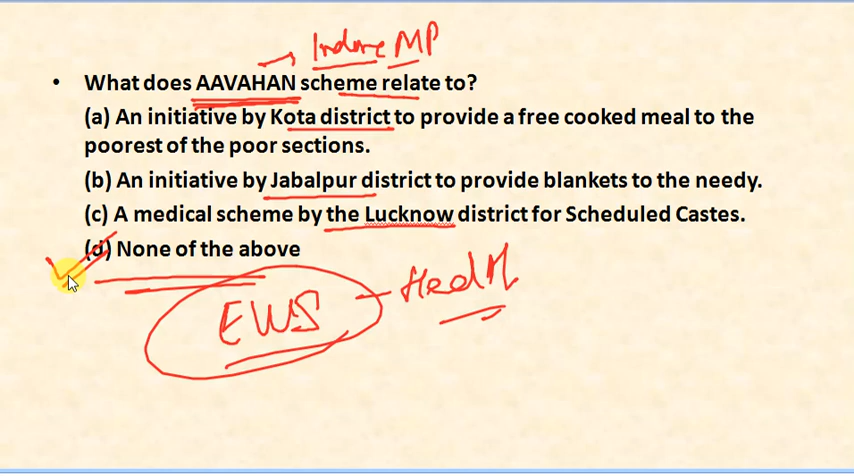 Indore MP
• What does AAVAHAN scheme relate to?
(a) An initiative by Kota district to provide a free cooked meal to the
poorest of the poor sections.
(b) An initiative by Jabalpur district to provide blankets to the needy.
(c) A medical scheme by the Lucknow district for Scheduled Castes.
(d) None of the above
EWS - Health